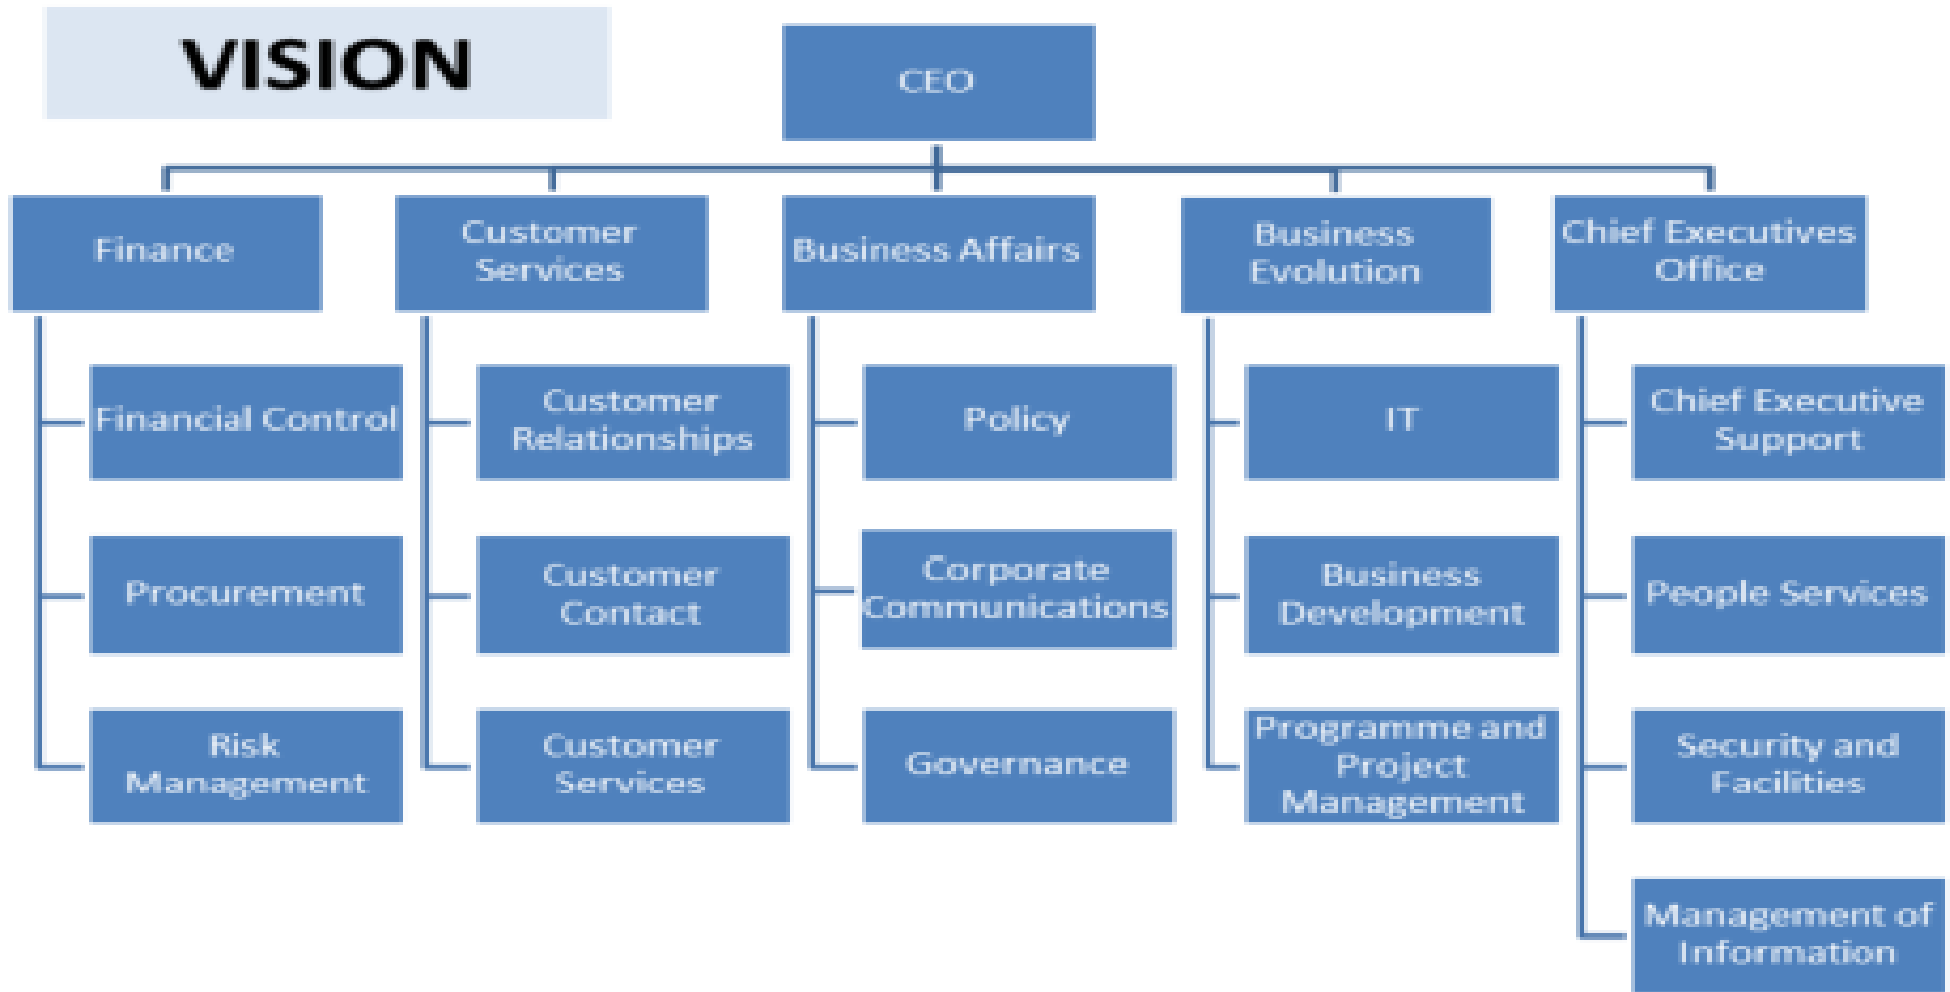 VISION
CEO
Finance
Customer
Services
Business Affairs
Business
Evolution
Chief Executives
Office
Financial Control
Customer
Relationships
Policy
IT
Chief Executive
Support
Procurement
Customer
Contact
Corporate
Communications
Business
Development
People Services
Risk
Management
Customer
Services
Governance
Programme and
Project
Management
Security and
Facilities
Management of
Information